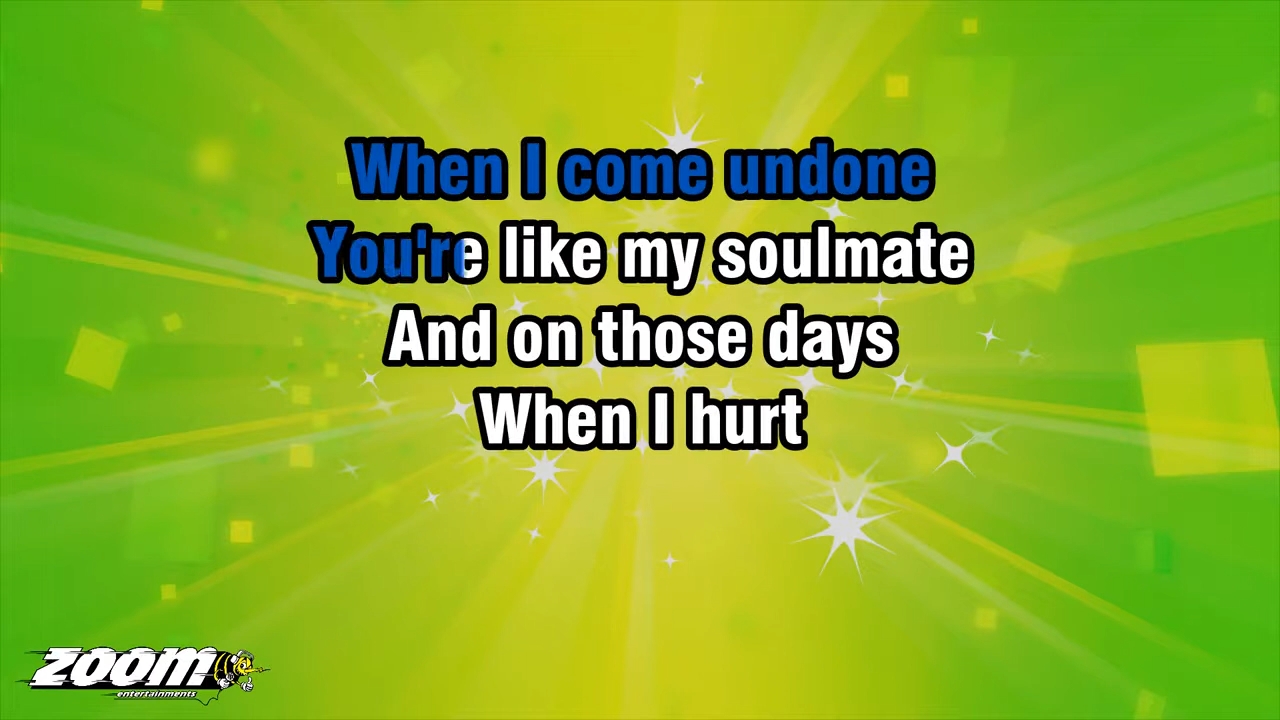 When I come undone
You're like my soulmate
And on those days
When I hurt
ZOOM
entertainments